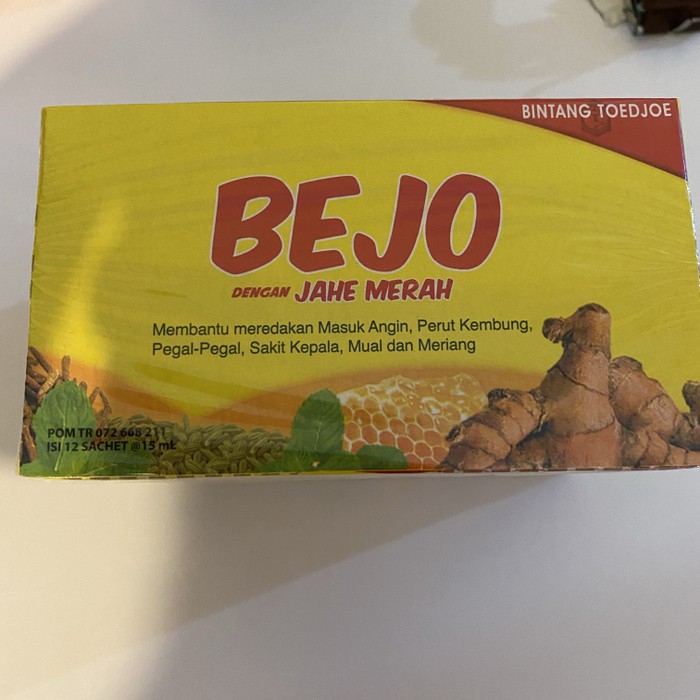 BINTANG TOEDJOE
BEJO
DENGAN JAHE MERAH
Membantu meredakan Masuk Angin, Perut Kembung,
Pegal-Pegal, Sakit Kepala, Mual dan Meriang
POM TR 072 668 211
ISI 12 SACHET @15 mL